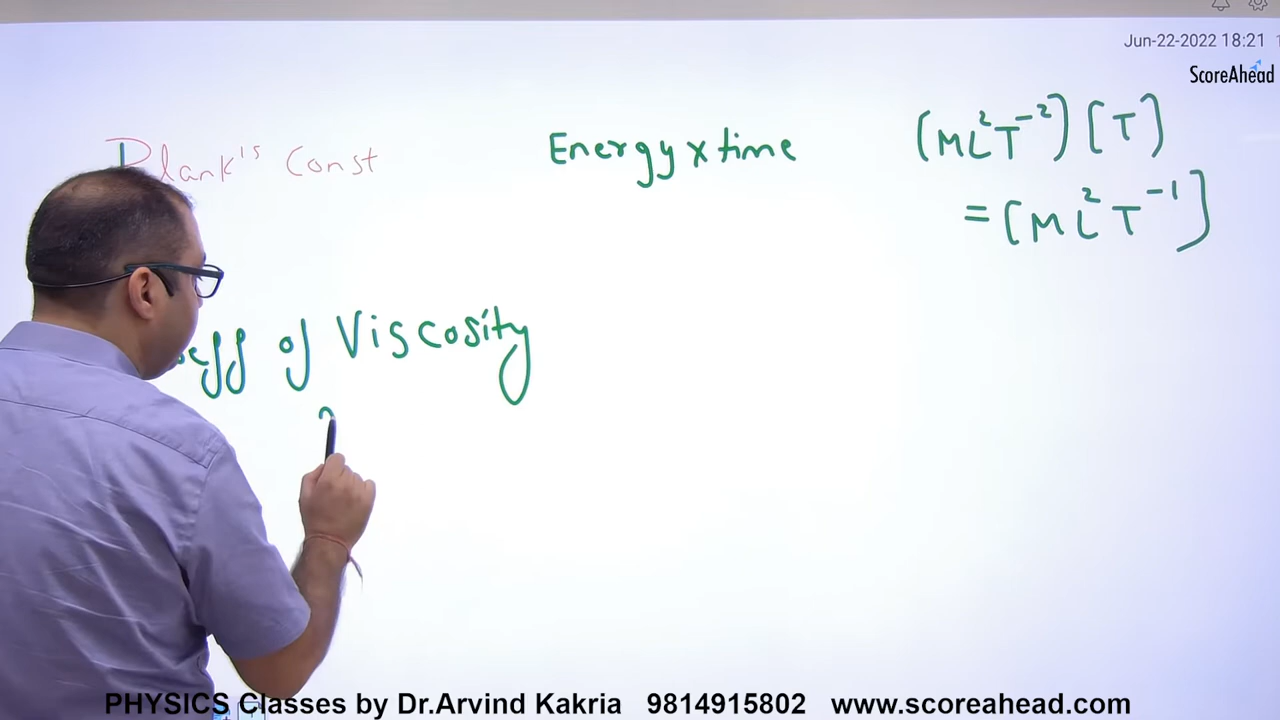 Jun-22-2022 18:21
ScoreAhead
Plank's Const
Energy x time
(ML²T⁻²) [T]
= [ML²T⁻¹]
of Viscosity
PHYSICS Classes by Dr.Arvind Kakria 9814915802 www.scoreahead.com